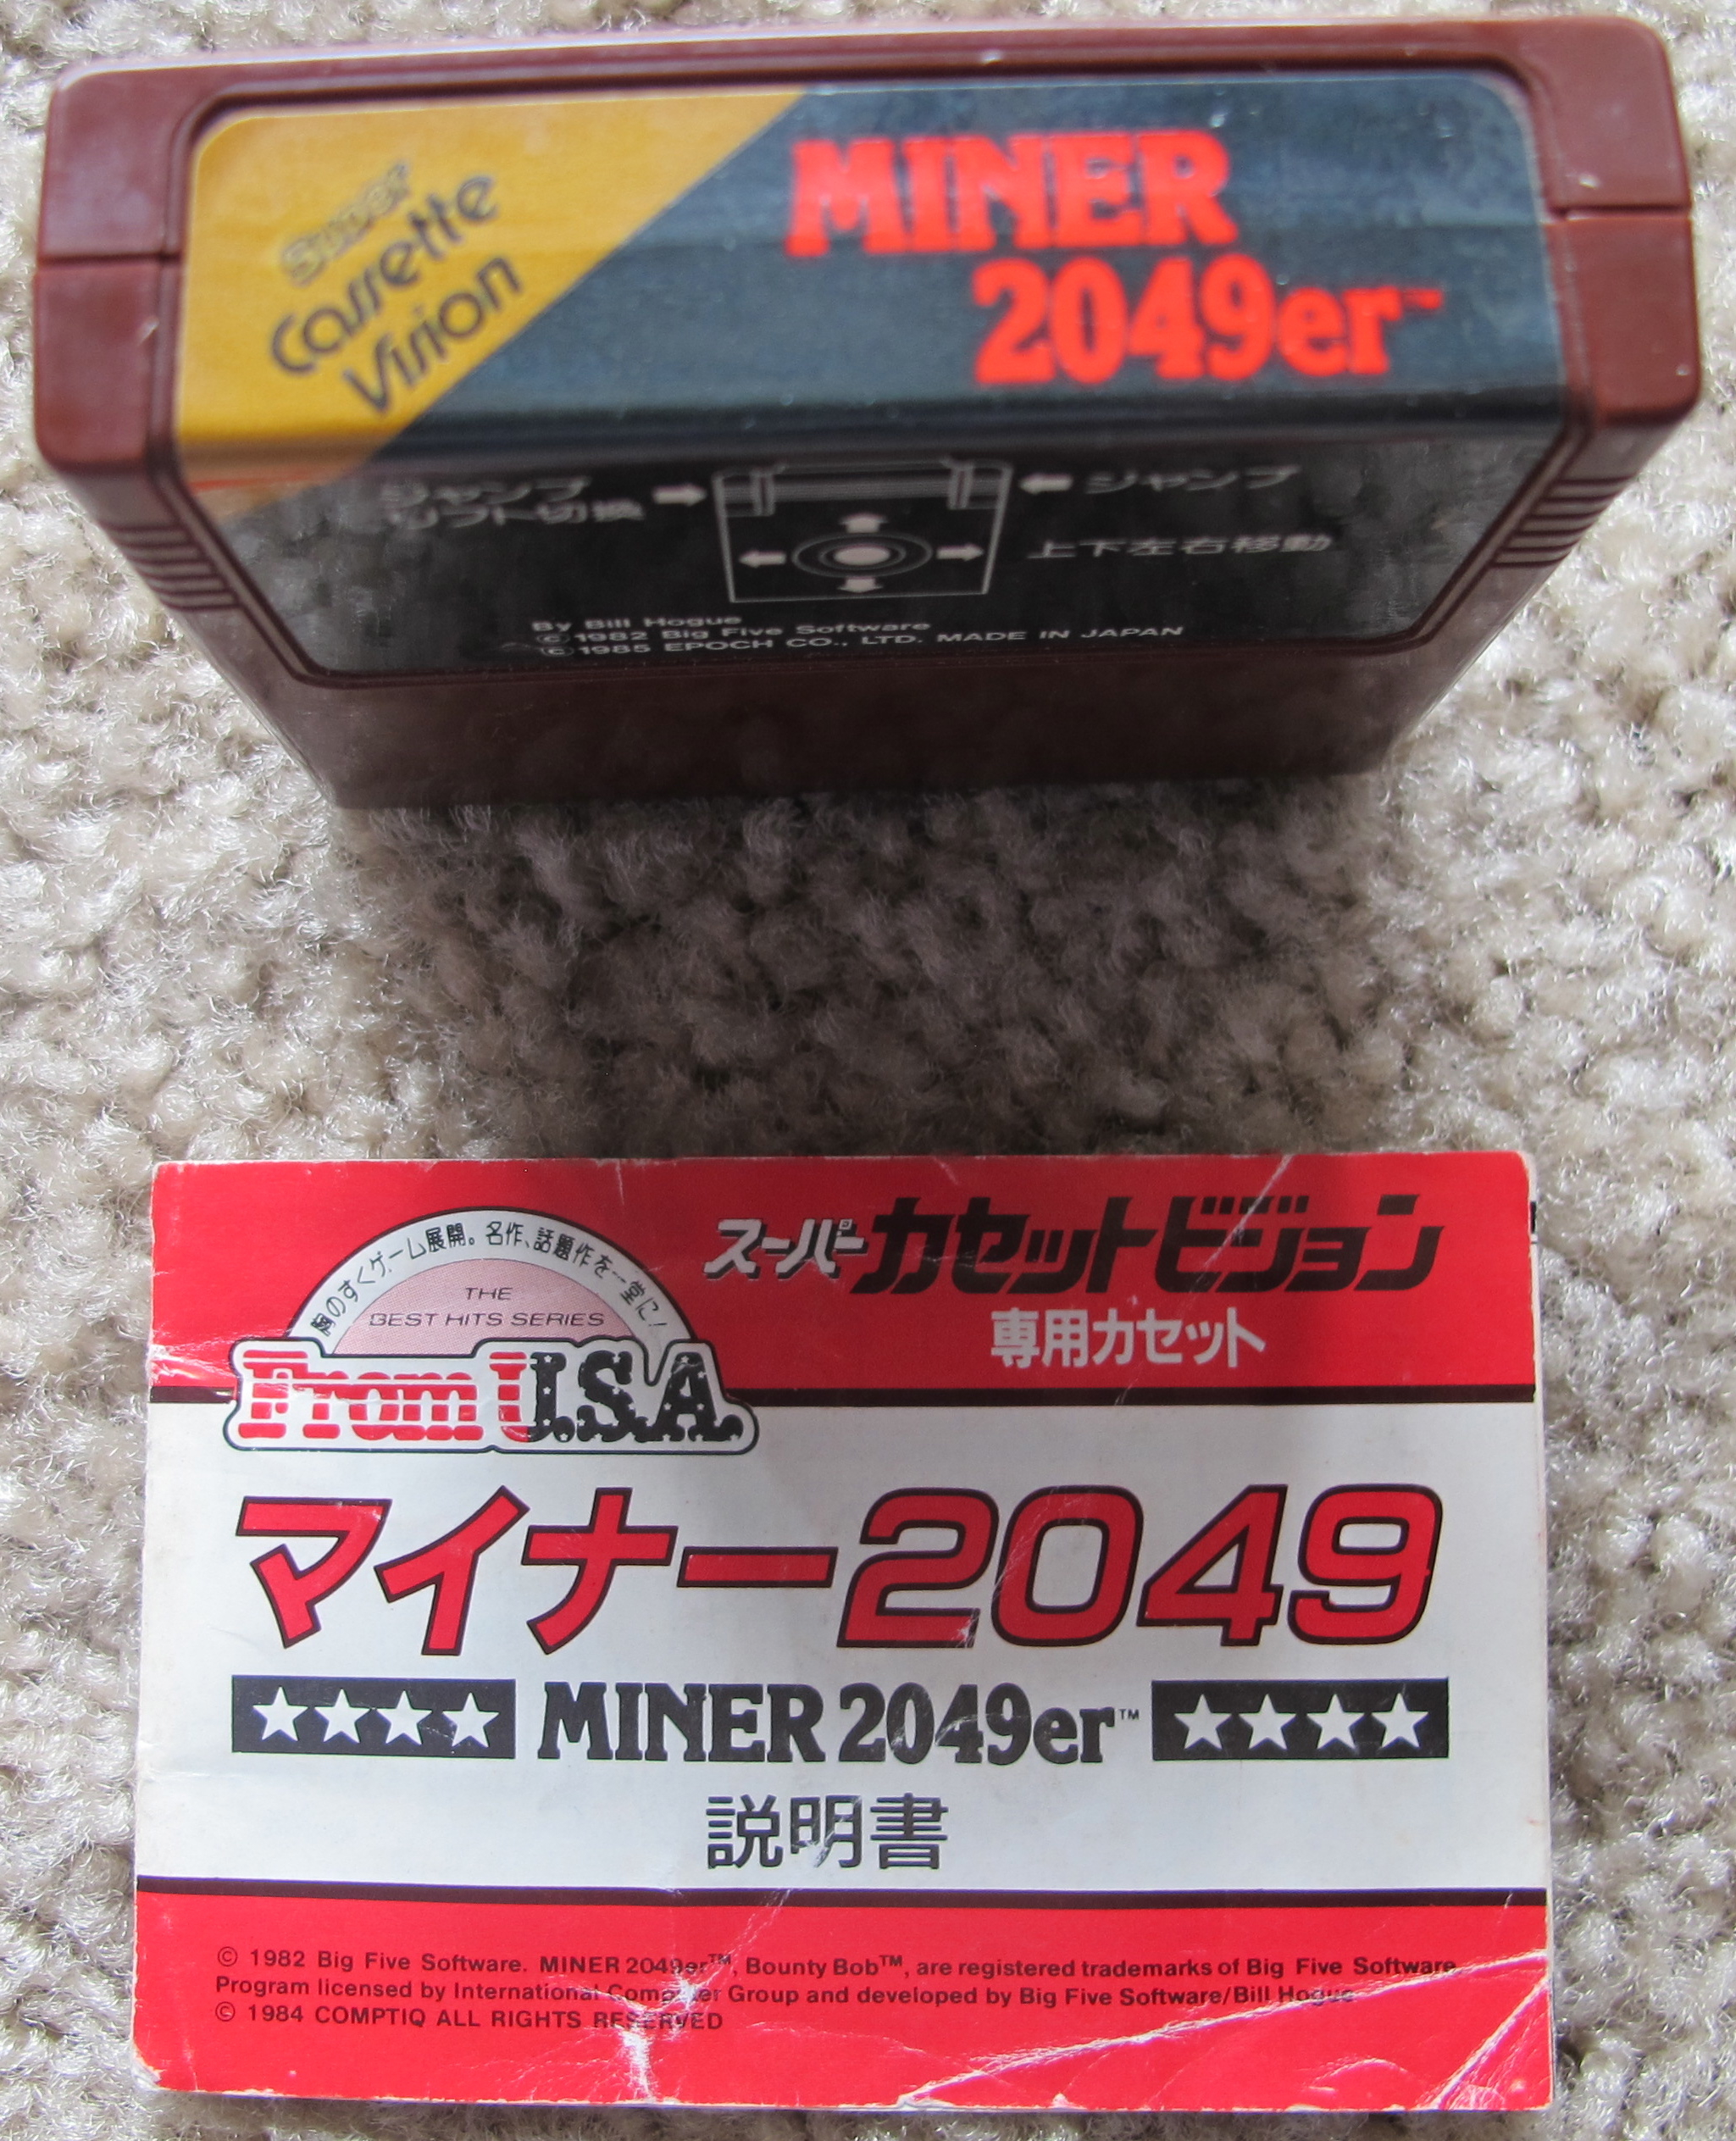 Super
Cassette
Vision
MINER
2049er™
ジャンプ
リフト切換
ジャンプ
上下左右移動
By Bill Hogue
©1982 Big Five Software
©1985 EPOCH CO., LTD. MADE IN JAPAN
胸のすくゲーム展開。名作、話題作を一堂に!
THE
BEST HITS SERIES
From U.S.A.
スーパーカセットビジョン
専用カセット
マイナー2049
★★★★ MINER 2049er™ ★★★★
説明書
© 1982 Big Five Software. MINER 2049er™, Bounty Bob™, are registered trademarks of Big Five Software
Program licensed by International Computer Group and developed by Big Five Software/Bill Hogue
© 1984 COMPTIQ ALL RIGHTS RESERVED